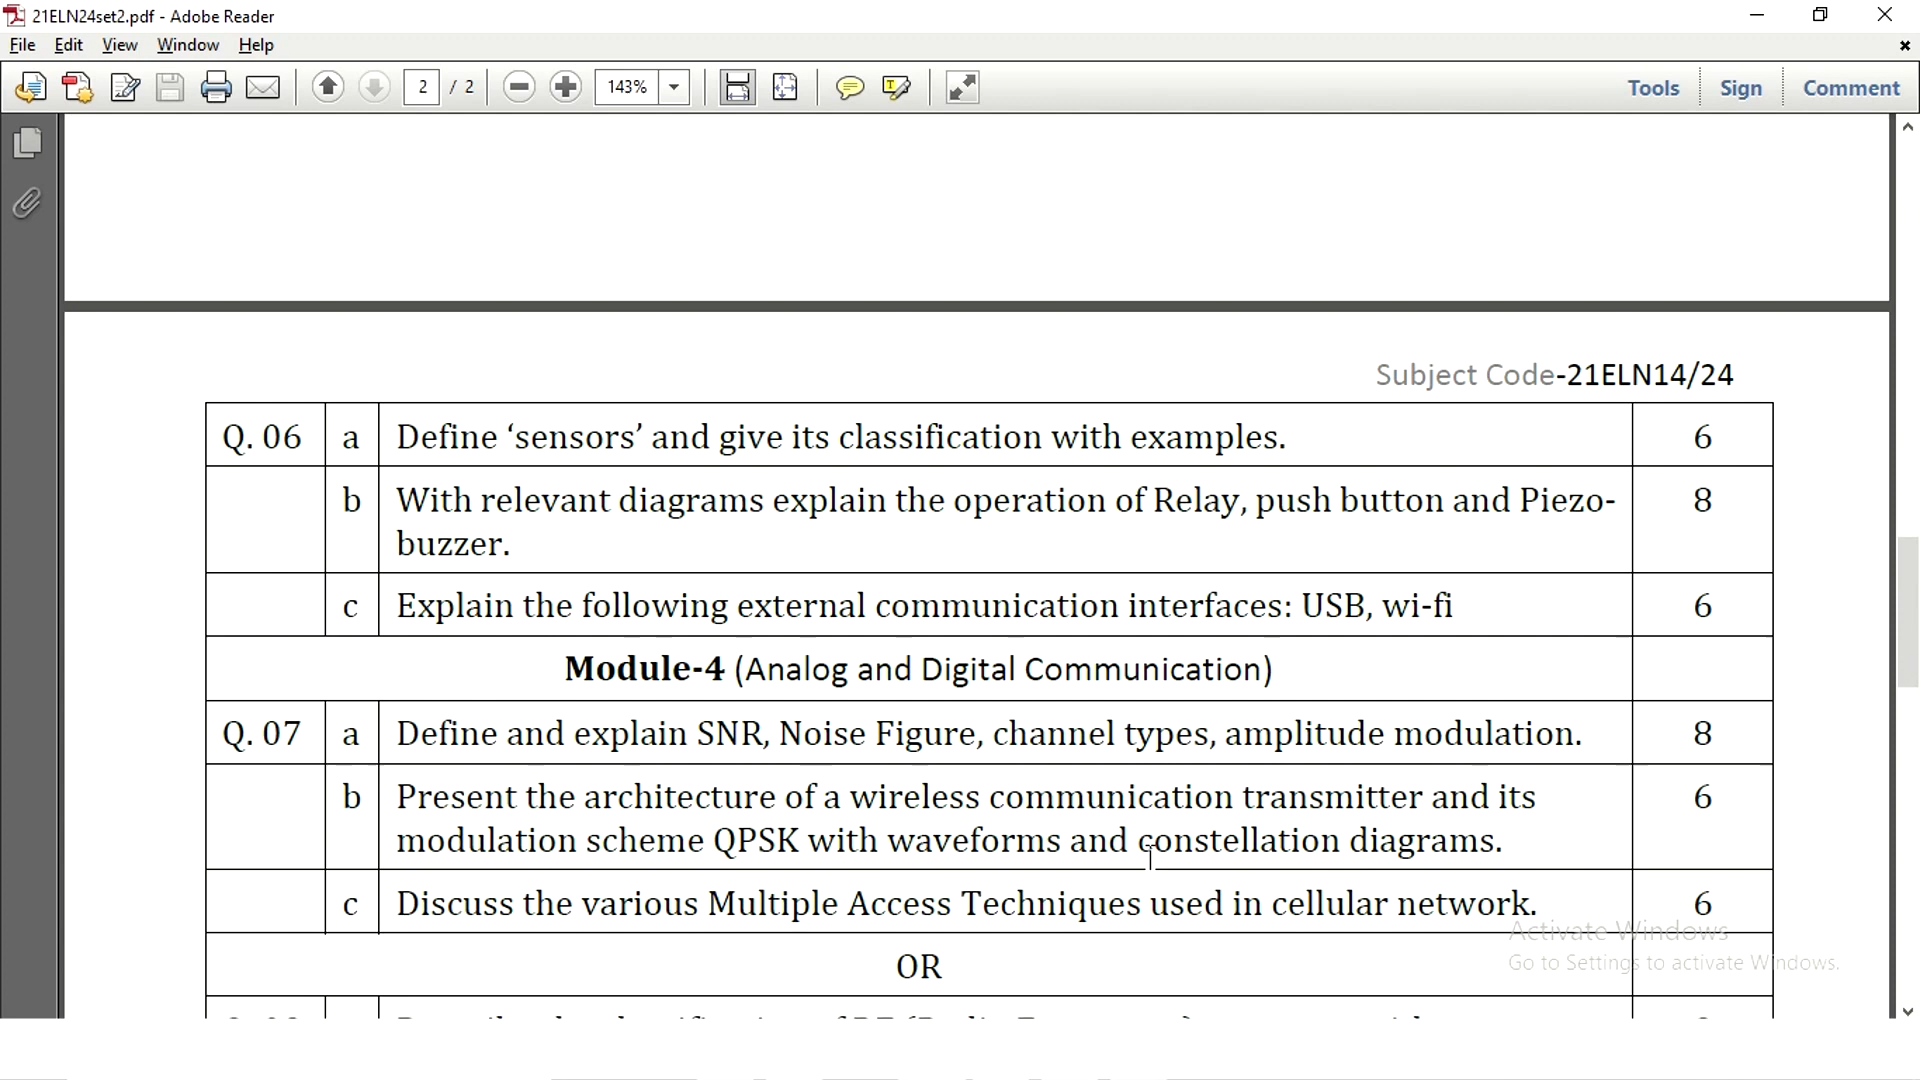 21ELN24set2.pdf - Adobe Reader
File Edit View Window Help
2 / 2 143% Tools Sign Comment
Subject Code-21ELN14/24
Q. 06 a Define ‘sensors’ and give its classification with examples. 6
b With relevant diagrams explain the operation of Relay, push button and Piezo- 8
buzzer.
c Explain the following external communication interfaces: USB, wi-fi 6
Module-4 (Analog and Digital Communication)
Q. 07 a Define and explain SNR, Noise Figure, channel types, amplitude modulation. 8
b Present the architecture of a wireless communication transmitter and its 6
modulation scheme QPSK with waveforms and constellation diagrams.
c Discuss the various Multiple Access Techniques used in cellular network. 6
Activate Windows
OR
Go to Settings to activate Windows.